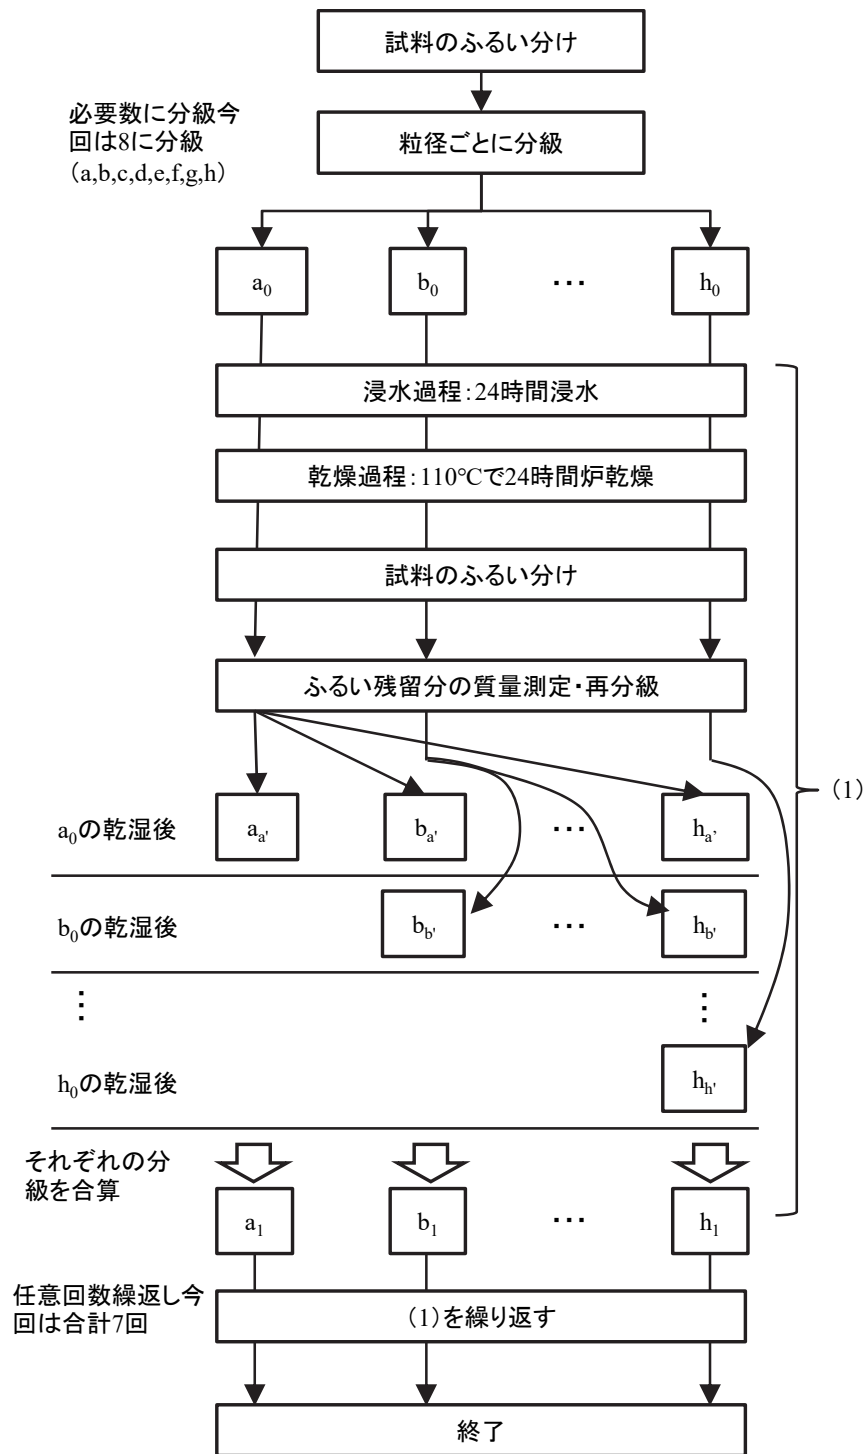 試料のふるい分け
必要数に分級今
回は8に分級
(a,b,c,d,e,f,g,h)
粒径ごとに分級
a0
b0
…
h0
浸水過程：24時間浸水
乾燥過程：110℃で24時間炉乾燥
試料のふるい分け
ふるい残留分の質量測定・再分級
(1)
a0の乾湿後
aa'
ba'
…
ha'
b0の乾湿後
bb'
…
hb'
⋮
⋮
h0の乾湿後
hh'
それぞれの分
級を合算
a1
b1
…
h1
任意回数繰返し今
回は合計7回
(1)を繰り返す
終了